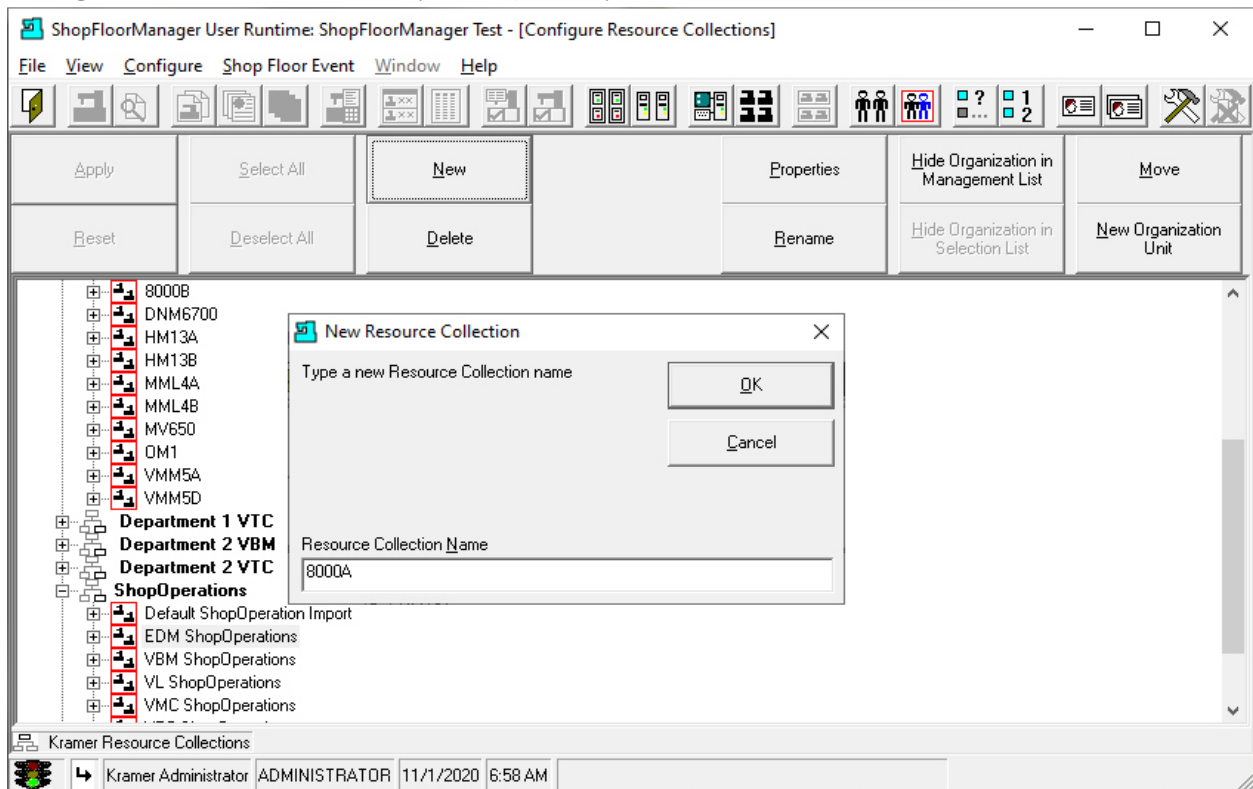 ShopFloorManager User Runtime: ShopFloorManager Test - [Configure Resource Collections]
File View Configure Shop Floor Event Window Help
Apply Select All New Properties Hide Organization in Management List Move
Reset Deselect All Delete Rename Hide Organization in Selection List New Organization Unit
8000B
DNM6700
HM13A
HM13B
MML4A
MML4B
MV650
OM1
VMM5A
VMM5D
Department 1 VTC
Department 2 VBM
Department 2 VTC
ShopOperations
Default ShopOperation Import
EDM ShopOperations
VBM ShopOperations
VL ShopOperations
VMC ShopOperations
New Resource Collection
Type a new Resource Collection name
OK
Cancel
Resource Collection Name
8000A
Kramer Resource Collections
Kramer Administrator ADMINISTRATOR 11/1/2020 6:58 AM